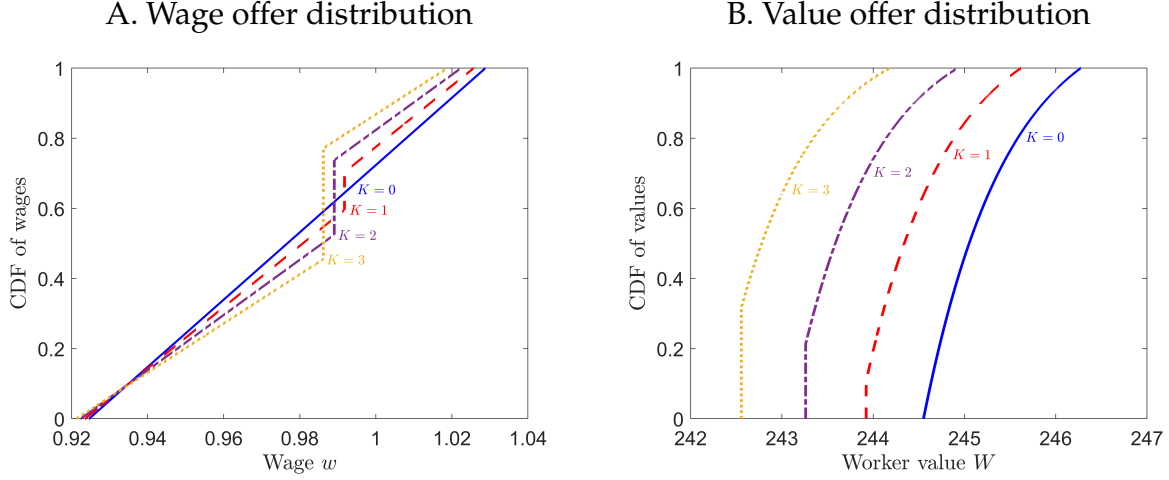 A. Wage offer distribution
CDF of wages
1
0.8
0.6
0.4
0.2
0
K = 0
K = 1
K = 2
K = 3
0.92 0.94 0.96 0.98 1 1.02 1.04
Wage w
B. Value offer distribution
CDF of values
1
0.8
0.6
0.4
0.2
0
K = 0
K = 1
K = 2
K = 3
242 243 244 245 246 247
Worker value W